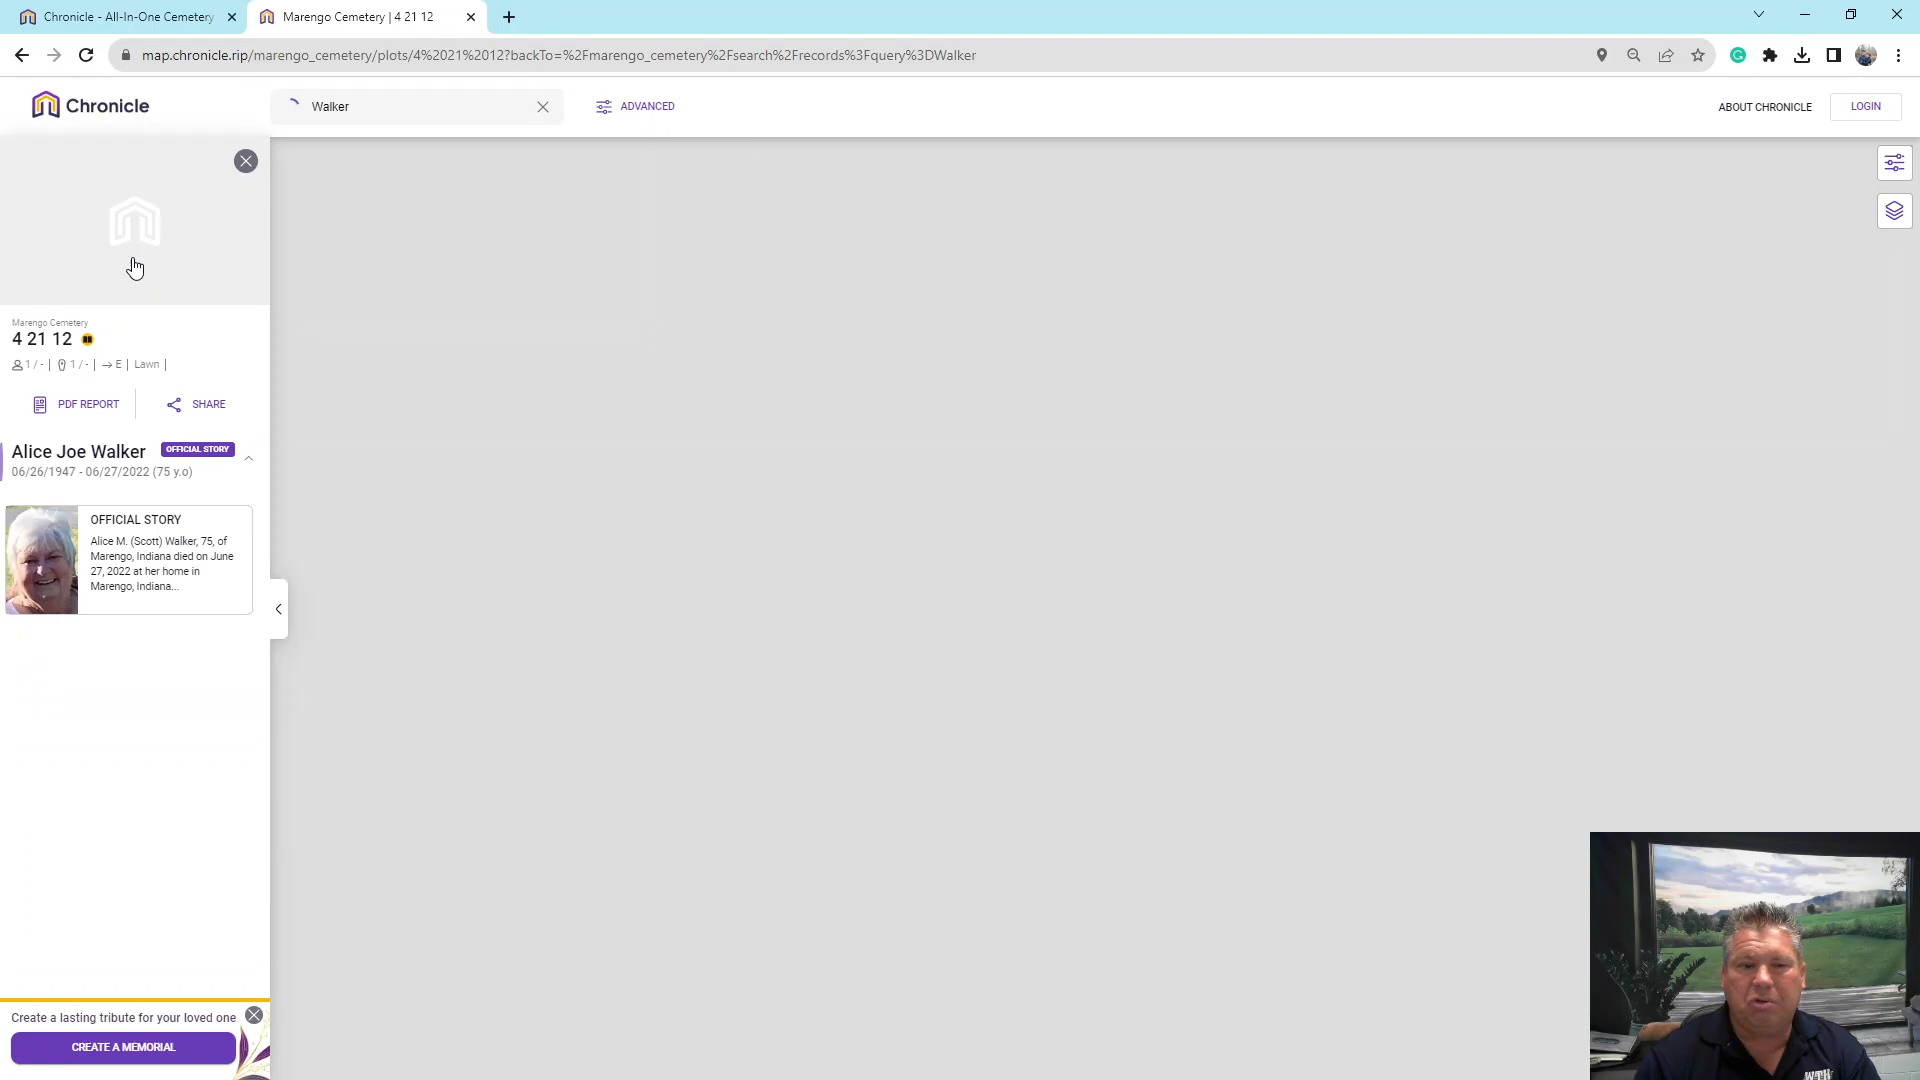 Chronicle - All-In-One Cemetery
Marengo Cemetery | 4 21 12
map.chronicle.rip/marengo_cemetery/plots/4%2021%2012?backTo=%2Fmarengo_cemetery%2Fsearch%2Frecords%3Fquery%3DWalker
Chronicle
Walker
ADVANCED
ABOUT CHRONICLE
LOGIN
Marengo Cemetery
4 21 12
1 / - | 1 / - | → E | Lawn |
PDF REPORT
SHARE
Alice Joe Walker
OFFICIAL STORY
06/26/1947 - 06/27/2022 (75 y.o)
OFFICIAL STORY
Alice M. (Scott) Walker, 75, of
Marengo, Indiana died on June
27, 2022 at her home in
Marengo, Indiana...
Create a lasting tribute for your loved one
CREATE A MEMORIAL
WTH